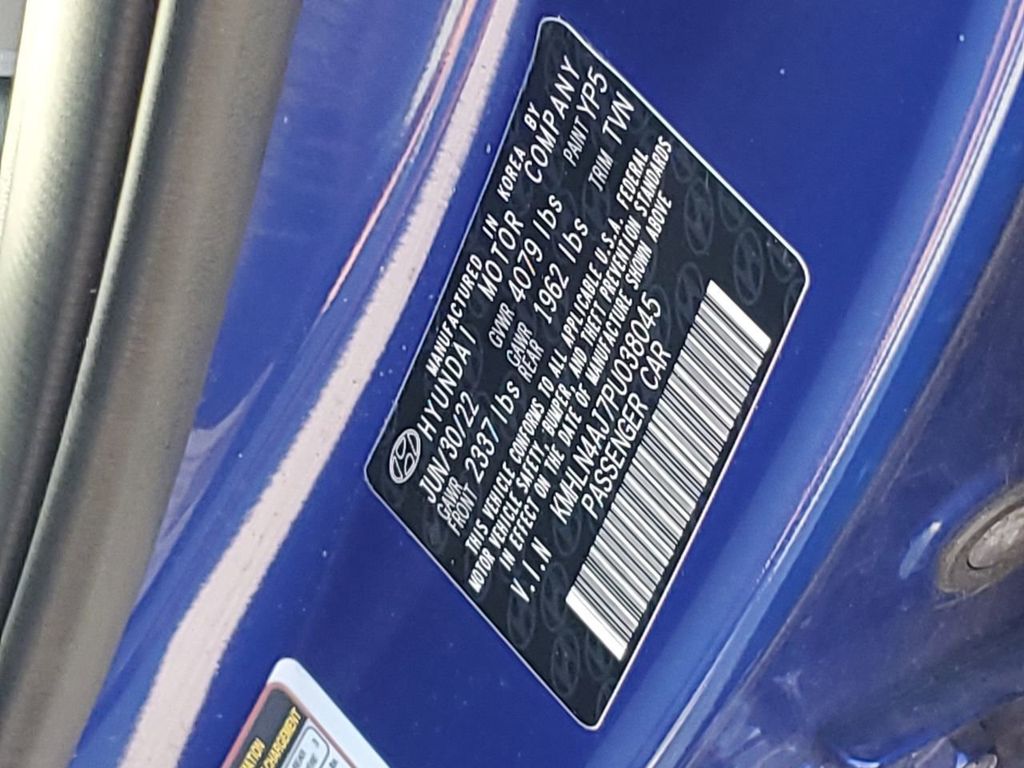 MANUFACTURED IN KOREA BY
HYUNDAI MOTOR COMPANY
JUN/30/22 GVWR 4079 lbs PAINT YP5
GAWR FRONT 2337 lbs GAWR REAR 1962 lbs TRIM TVN
THIS VEHICLE CONFORMS TO ALL APPLICABLE U.S.A. FEDERAL
MOTOR VEHICLE SAFETY, BUMPER, AND THEFT PREVENTION STANDARDS
IN EFFECT ON THE DATE OF MANUFACTURE SHOWN ABOVE
V.I.N KMHLN4AJ7PU038045
PASSENGER CAR